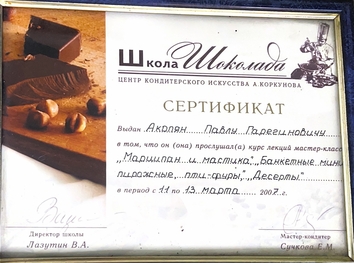 Школа Шоколада
ЦЕНТР КОНДИТЕРСКОГО ИСКУССТВА А.КОРКУНОВА
СЕРТИФИКАТ
Выдан Акопян Павлу Гарегиновичу
в том, что он (она) прослушал(а) курс лекций мастер-класс
„Марципан и мастика", „Банкетные мини
пирожные, пти-фуры", „Десерты"
в период с 11 по 13 марта 2007 г.
Директор школы
Лазутин В.А.
Мастер-кондитер
Сучкова Е.М.